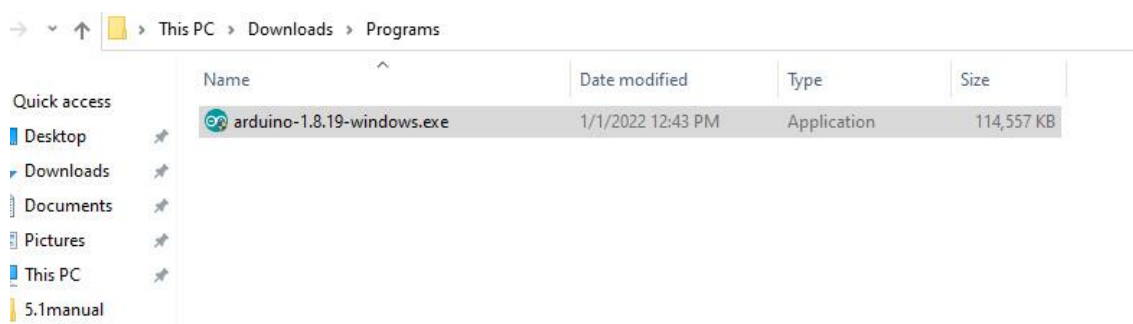 This PC > Downloads > Programs
Name Date modified Type Size
Quick access
arduino-1.8.19-windows.exe 1/1/2022 12:43 PM Application 114,557 KB
Desktop
Downloads
Documents
Pictures
This PC
5.1manual